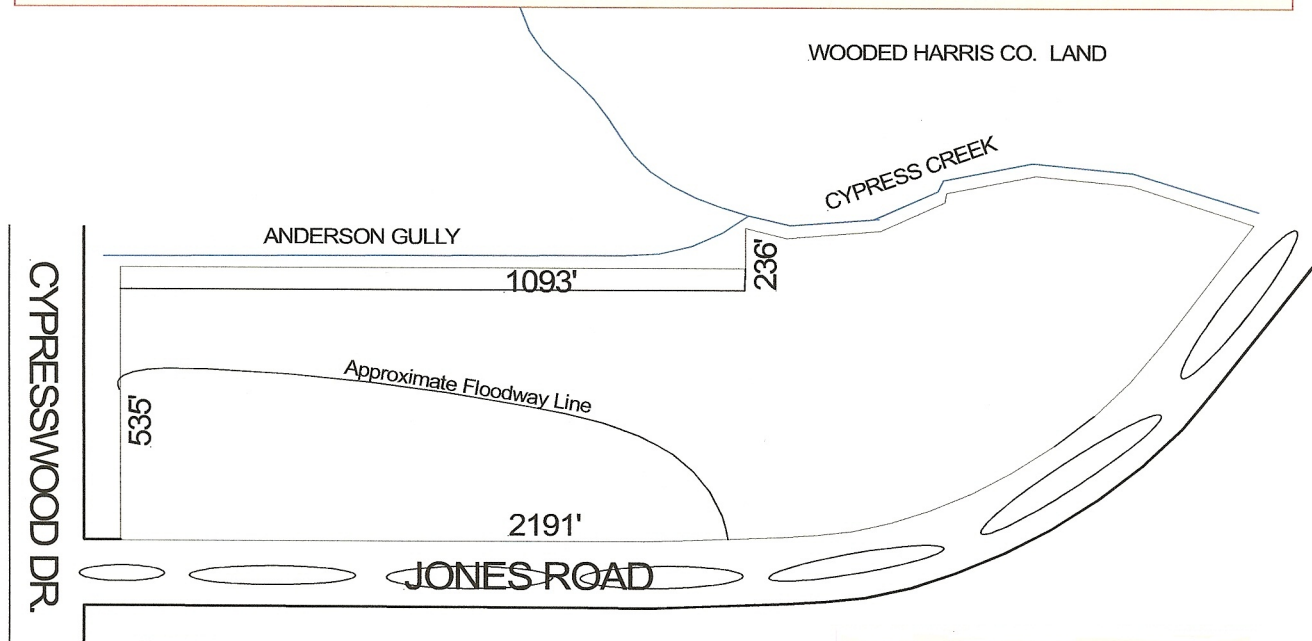 WOODED HARRIS CO. LAND
CYPRESS CREEK
ANDERSON GULLY
1093'
236'
CYPRESSWOOD DR.
Approximate Floodway Line
535'
2191'
JONES ROAD